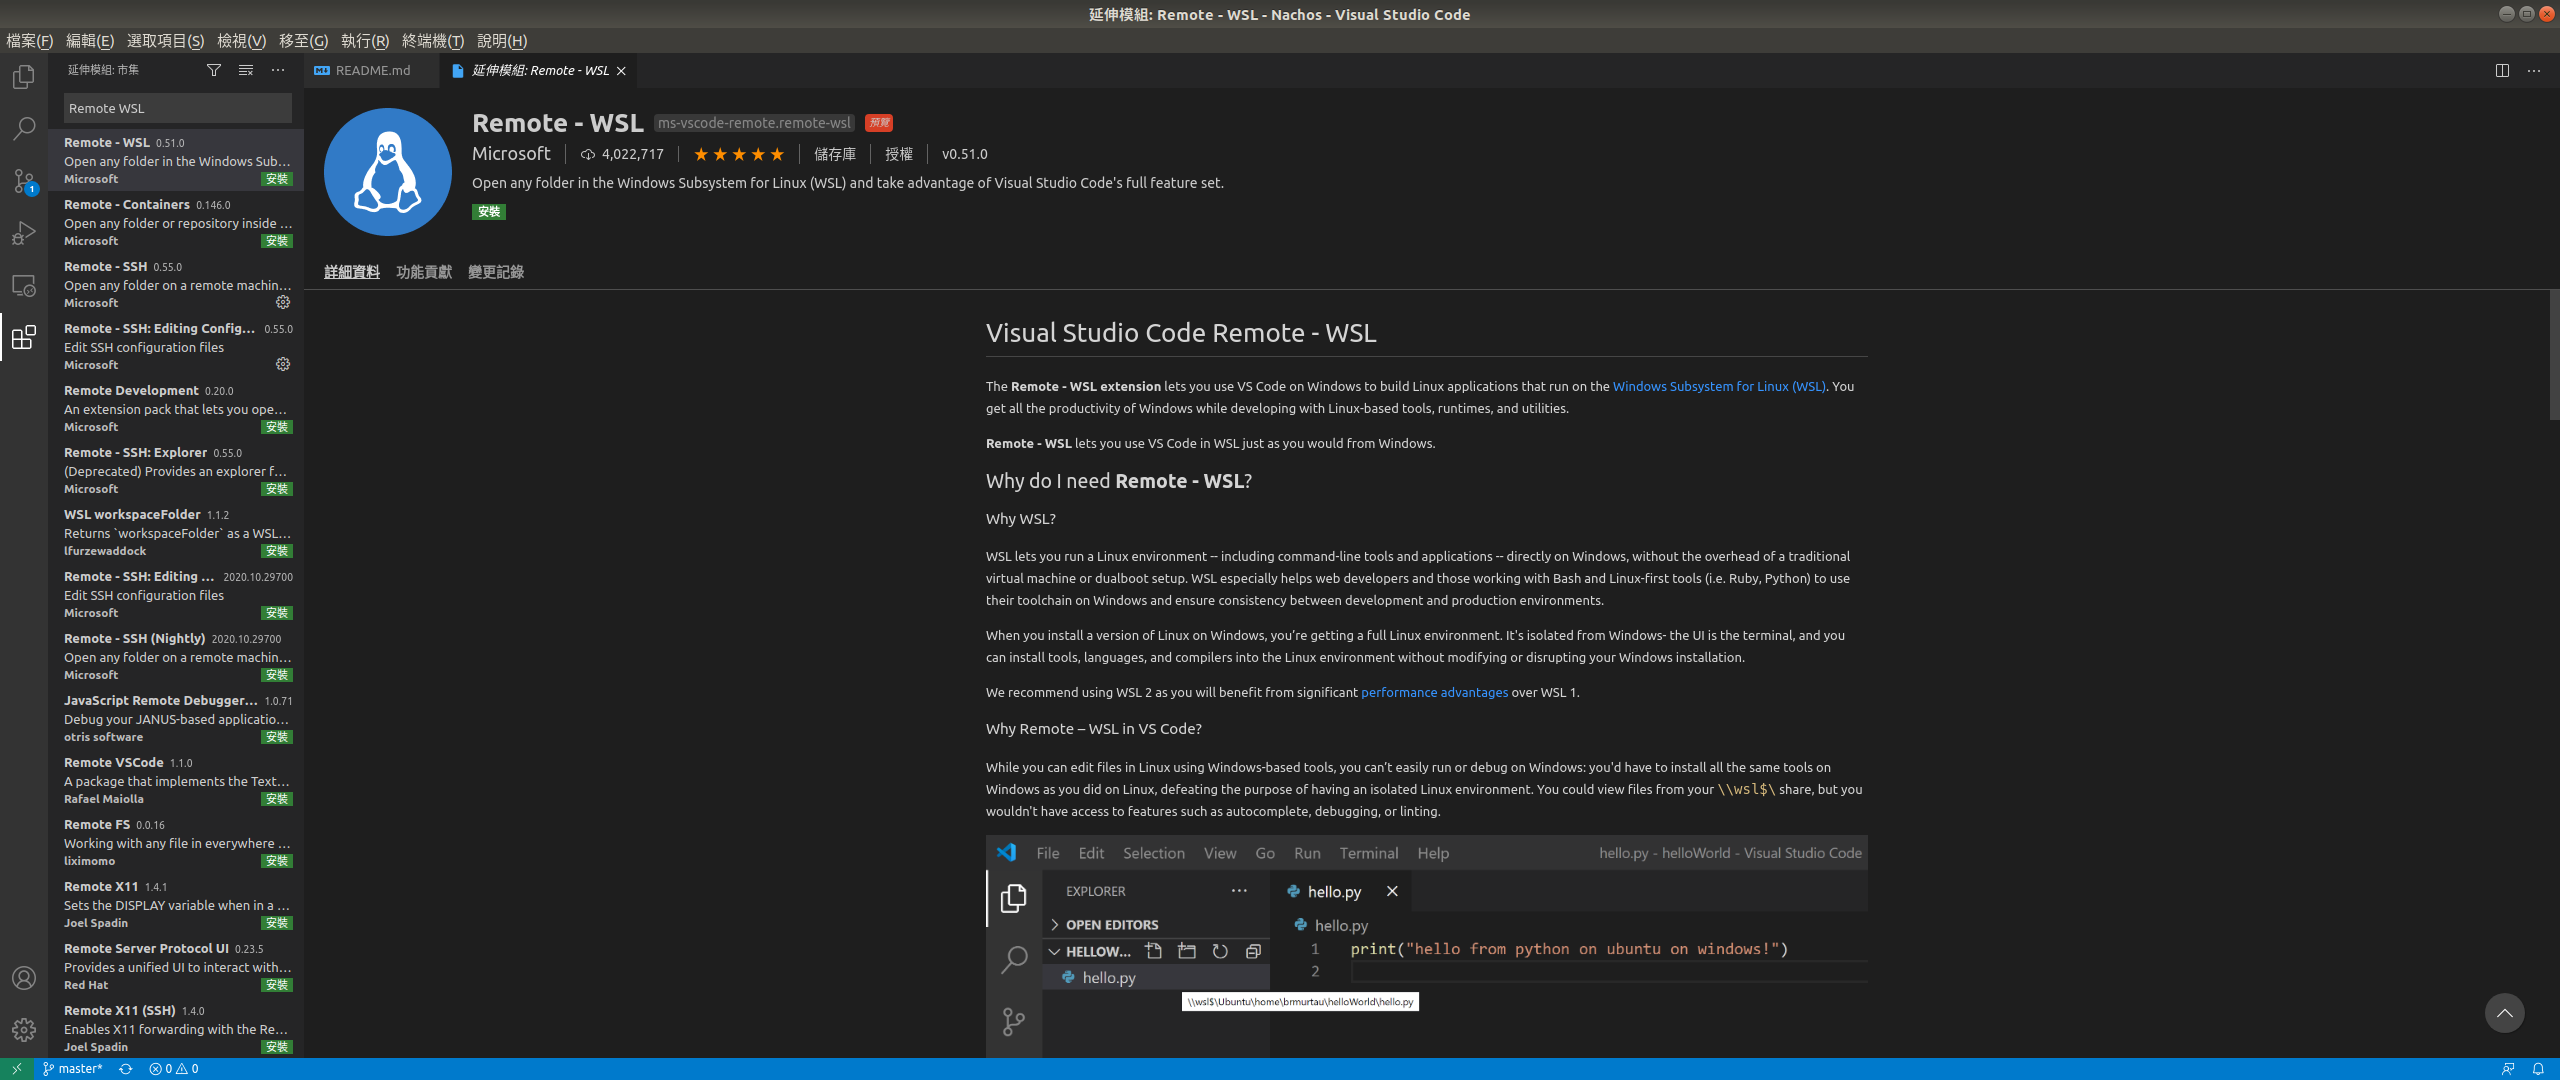 延伸模組: Remote - WSL - Nachos - Visual Studio Code
檔案(F) 編輯(E) 選取項目(S) 檢視(V) 移至(G) 執行(R) 終端機(T) 說明(H)
延伸模組: 市集
Remote WSL
Remote - WSL 0.51.0
Open any folder in the Windows Sub...
Microsoft 安裝
Remote - Containers 0.146.0
Open any folder or repository inside ...
Microsoft 安裝
Remote - SSH 0.55.0
Open any folder on a remote machin...
Microsoft
Remote - SSH: Editing Config... 0.55.0
Edit SSH configuration files
Microsoft
Remote Development 0.20.0
An extension pack that lets you ope...
Microsoft 安裝
Remote - SSH: Explorer 0.55.0
(Deprecated) Provides an explorer f...
Microsoft 安裝
WSL workspaceFolder 1.1.2
Returns `workspaceFolder` as a WSL...
lfurzewaddock 安裝
Remote - SSH: Editing ... 2020.10.29700
Edit SSH configuration files
Microsoft 安裝
Remote - SSH (Nightly) 2020.10.29700
Open any folder on a remote machin...
Microsoft 安裝
JavaScript Remote Debugger... 1.0.71
Debug your JANUS-based applicatio...
otris software 安裝
Remote VSCode 1.1.0
A package that implements the Text...
Rafael Maiolla 安裝
Remote FS 0.0.16
Working with any file in everywhere ...
liximomo 安裝
Remote X11 1.4.1
Sets the DISPLAY variable when in a ...
Joel Spadin 安裝
Remote Server Protocol UI 0.23.5
Provides a unified UI to interact with...
Red Hat 安裝
Remote X11 (SSH) 1.4.0
Enables X11 forwarding with the Re...
Joel Spadin 安裝
1
README.md 延伸模組: Remote - WSL
Remote - WSL ms-vscode-remote.remote-wsl 預覽
Microsoft 4,022,717 儲存庫 授權 v0.51.0
Open any folder in the Windows Subsystem for Linux (WSL) and take advantage of Visual Studio Code's full feature set.
安裝
詳細資料 功能貢獻 變更記錄
Visual Studio Code Remote - WSL
The Remote - WSL extension lets you use VS Code on Windows to build Linux applications that run on the Windows Subsystem for Linux (WSL). You
get all the productivity of Windows while developing with Linux-based tools, runtimes, and utilities.
Remote - WSL lets you use VS Code in WSL just as you would from Windows.
Why do I need Remote - WSL?
Why WSL?
WSL lets you run a Linux environment -- including command-line tools and applications -- directly on Windows, without the overhead of a traditional
virtual machine or dualboot setup. WSL especially helps web developers and those working with Bash and Linux-first tools (i.e. Ruby, Python) to use
their toolchain on Windows and ensure consistency between development and production environments.
When you install a version of Linux on Windows, you’re getting a full Linux environment. It's isolated from Windows- the UI is the terminal, and you
can install tools, languages, and compilers into the Linux environment without modifying or disrupting your Windows installation.
We recommend using WSL 2 as you will benefit from significant performance advantages over WSL 1.
Why Remote – WSL in VS Code?
While you can edit files in Linux using Windows-based tools, you can’t easily run or debug on Windows: you'd have to install all the same tools on
Windows as you did on Linux, defeating the purpose of having an isolated Linux environment. You could view files from your \\wsl$\ share, but you
wouldn't have access to features such as autocomplete, debugging, or linting.
File Edit Selection View Go Run Terminal Help hello.py - helloWorld - Visual Studio Code
EXPLORER ... hello.py
OPEN EDITORS hello.py
HELLOW... 1 print("hello from python on ubuntu on windows!")
hello.py 2
\\wsl$\Ubuntu\home\brmurtau\helloWorld\hello.py
master* 0 0